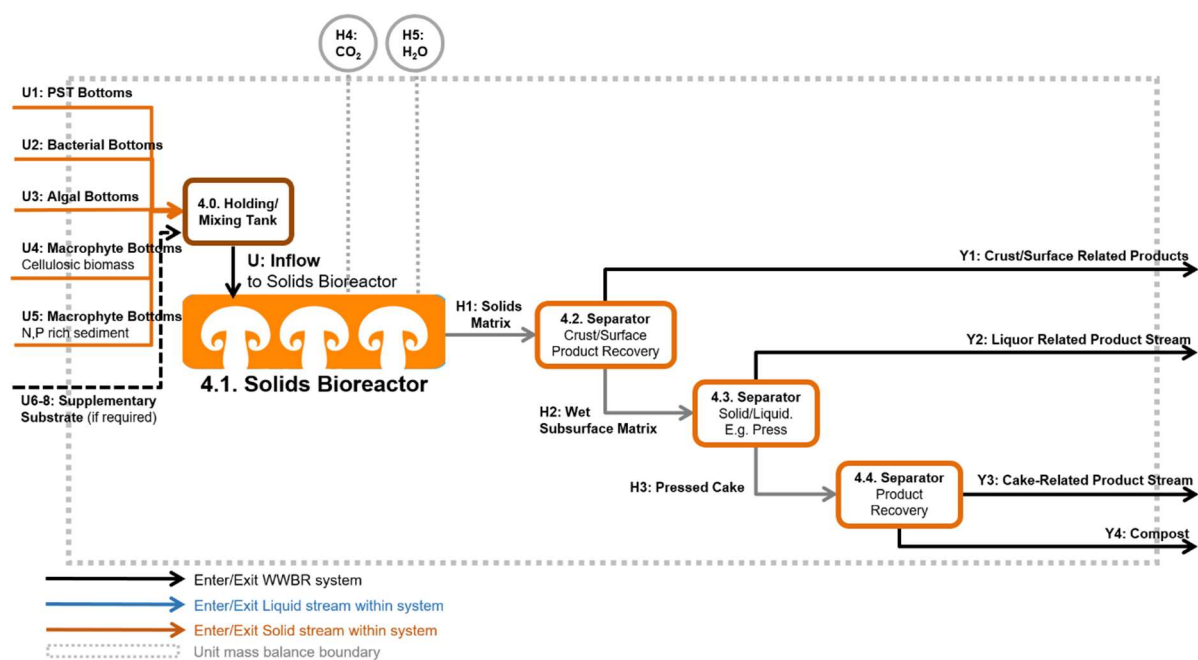 H4:
CO₂
H5:
H₂O
U1: PST Bottoms
U2: Bacterial Bottoms
U3: Algal Bottoms
U4: Macrophyte Bottoms
Cellulosic biomass
U5: Macrophyte Bottoms
N,P rich sediment
U6-8: Supplementary
Substrate (if required)
4.0. Holding/
Mixing Tank
U: Inflow
to Solids Bioreactor
4.1. Solids Bioreactor
H1: Solids
Matrix
4.2. Separator
Crust/Surface
Product Recovery
Y1: Crust/Surface Related Products
H2: Wet
Subsurface Matrix
4.3. Separator
Solid/Liquid.
E.g. Press
Y2: Liquor Related Product Stream
H3: Pressed Cake
4.4. Separator
Product
Recovery
Y3: Cake-Related Product Stream
Y4: Compost
Enter/Exit WWBR system
Enter/Exit Liquid stream within system
Enter/Exit Solid stream within system
Unit mass balance boundary